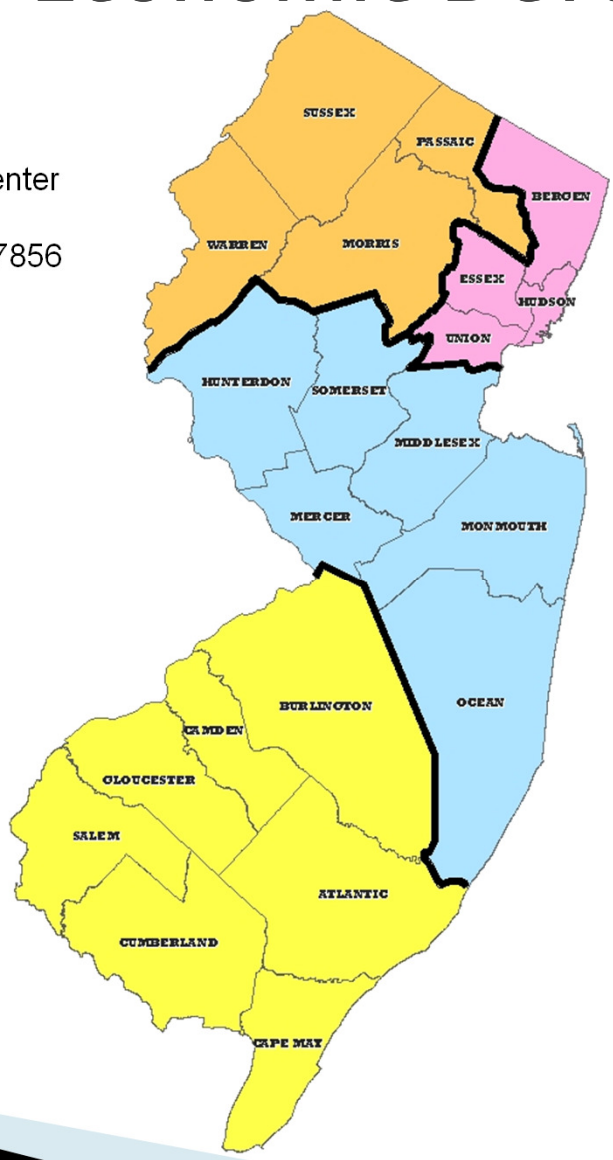 Economic
enter
7856
SUSSEX
PASSAIC
BERGEN
WARREN
MORRIS
ESSEX
HUDSON
UNION
HUNTERDON
SOMERSET
MIDDLESEX
MERCER
MONMOUTH
OCEAN
BURLINGTON
CAMDEN
GLOUCESTER
SALEM
ATLANTIC
CUMBERLAND
CAPE MAY